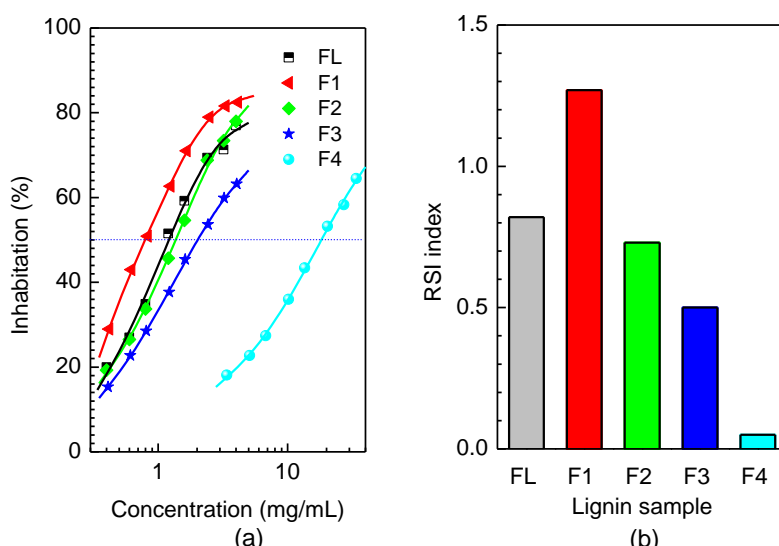 100
80
60
40
20
0
Inhabitation (%)
FL
F1
F2
F3
F4
1
10
Concentration (mg/mL)
(a)
1.5
1.0
0.5
0.0
RSI index
FL F1 F2 F3 F4
Lignin sample
(b)